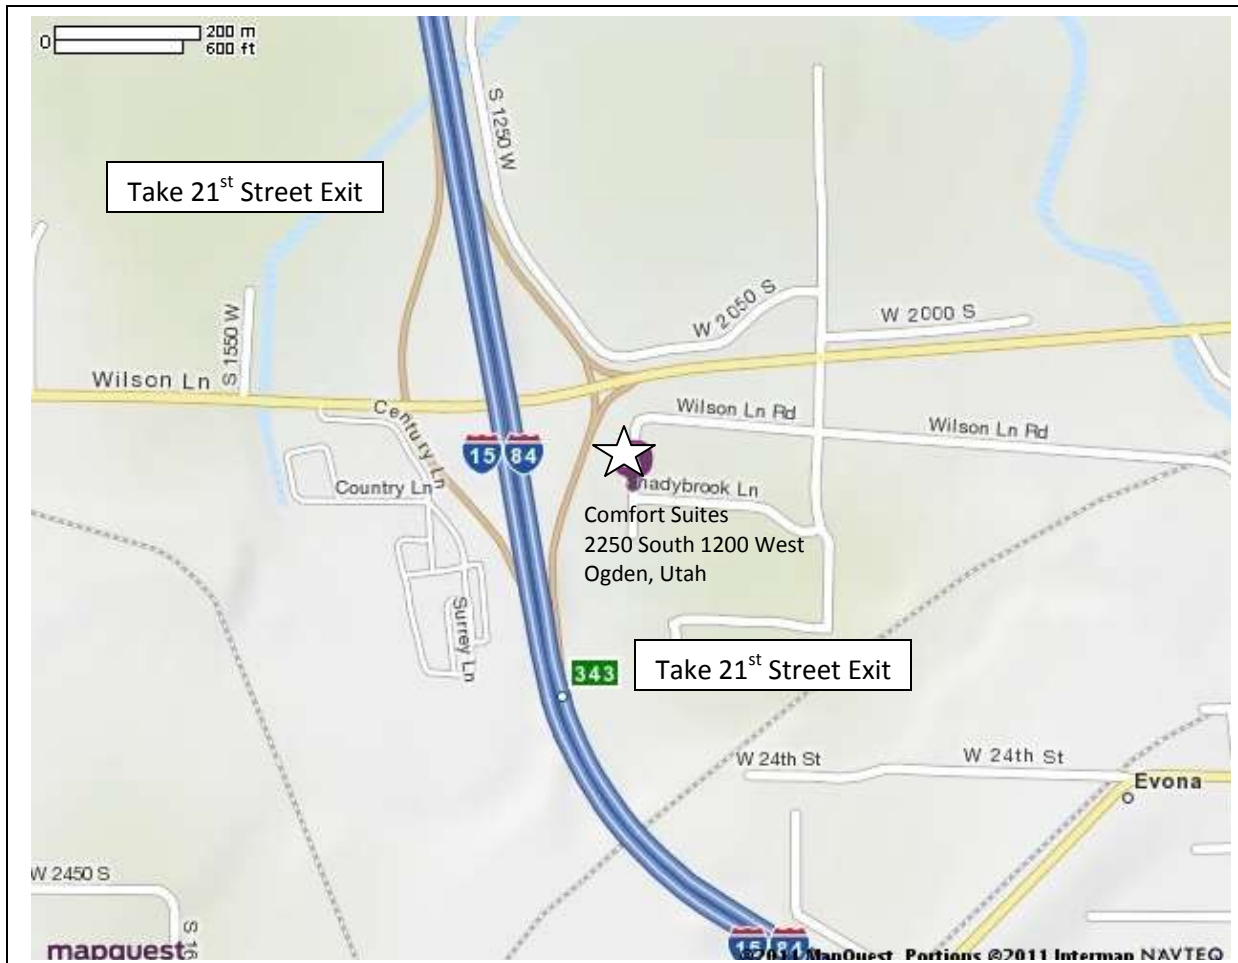 0
200 m
600 ft
S 1250 W
Take 21st Street Exit
S 1550 W
W 2050 S
W 2000 S
Wilson Ln
Century Ln
Wilson Ln Rd
Wilson Ln Rd
15 84
Country Ln
hadybrook Ln
Comfort Suites
2250 South 1200 West
Ogden, Utah
Surrey Ln
343
Take 21st Street Exit
W 24th St
W 24th St
Evona
W 2450 S
S 16
mapquest
15 84
©2011 MapQuest Portions ©2011 Intermap NAVTEQ